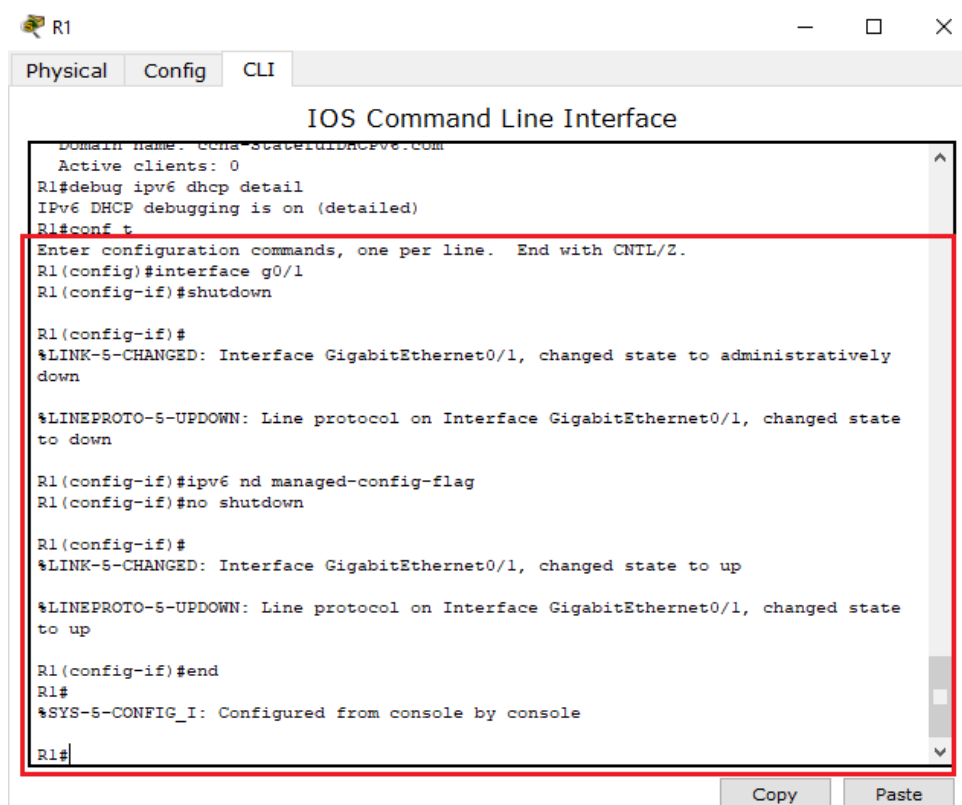 R1
Physical Config CLI
IOS Command Line Interface
Domain name: ccna-StatefulDHCPv6.com
Active clients: 0
R1#debug ipv6 dhcp detail
IPv6 DHCP debugging is on (detailed)
R1#conf t
Enter configuration commands, one per line.  End with CNTL/Z.
R1(config)#interface g0/1
R1(config-if)#shutdown
R1(config-if)#
%LINK-5-CHANGED: Interface GigabitEthernet0/1, changed state to administratively
down
%LINEPROTO-5-UPDOWN: Line protocol on Interface GigabitEthernet0/1, changed state
to down
R1(config-if)#ipv6 nd managed-config-flag
R1(config-if)#no shutdown
R1(config-if)#
%LINK-5-CHANGED: Interface GigabitEthernet0/1, changed state to up
%LINEPROTO-5-UPDOWN: Line protocol on Interface GigabitEthernet0/1, changed state
to up
R1(config-if)#end
R1#
%SYS-5-CONFIG_I: Configured from console by console
R1#
Copy Paste